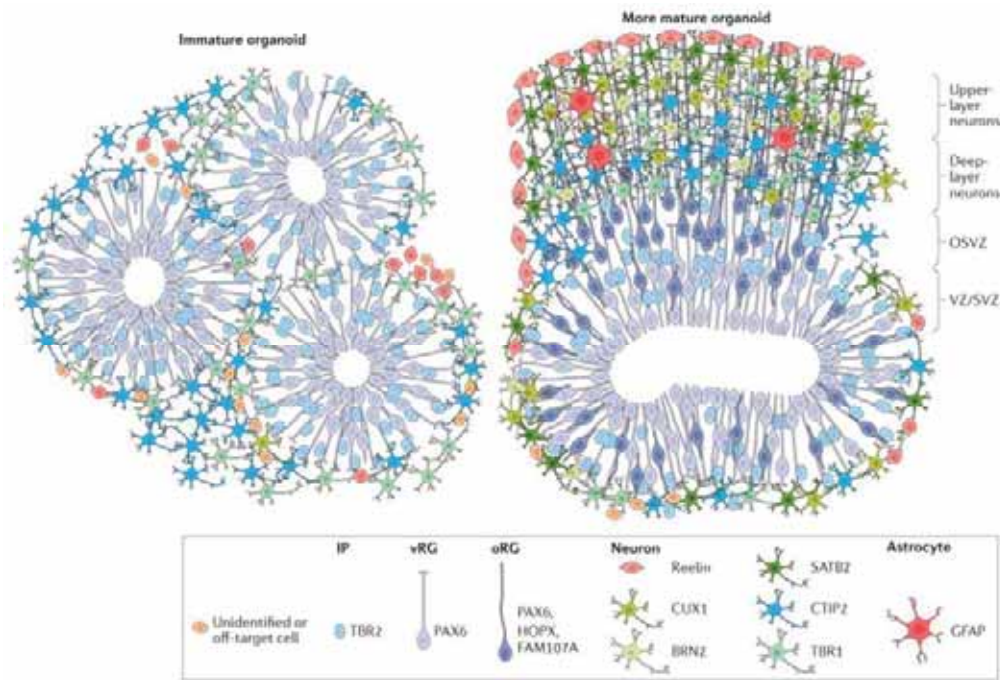 Immature organoid
More mature organoid
Upper-
layer
neurons
Deep-
layer
neurons
OSVZ
VZ/SVZ
IP
vRG
oRG
Neuron
Astrocyte
Unidentified or
off-target cell
TBR2
PAX6
PAX6,
HOPX,
FAM107A
Reelin
CUX1
BRN2
SATB2
CTIP2
TBR1
GFAP